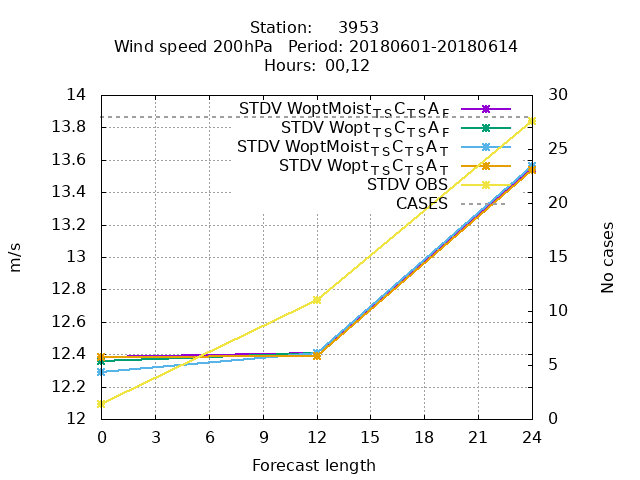 Station: 3953
Wind speed 200hPa Period: 20180601-20180614
Hours: 00,12
STDV WoptMoist_TSC_TSA_F
STDV Wopt_TSC_TSA_F
STDV WoptMoist_TSC_TSA_T
STDV Wopt_TSC_TSA_T
STDV OBS
CASES
14
13.8
13.6
13.4
13.2
13
12.8
12.6
12.4
12.2
12
m/s
30
25
20
15
10
5
0
No cases
0 3 6 9 12 15 18 21 24
Forecast length